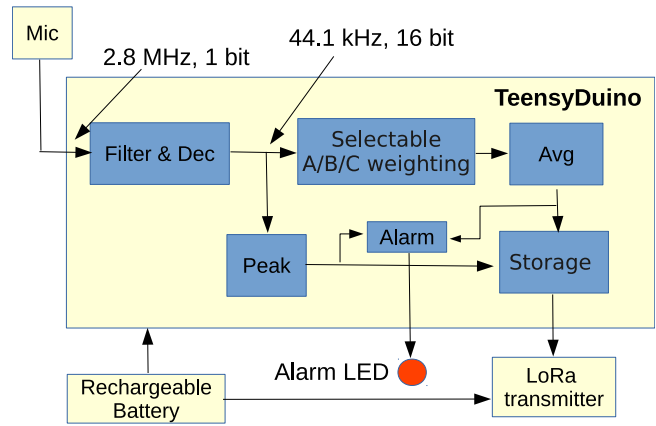 Mic
44.1 kHz, 16 bit
2.8 MHz, 1 bit
TeensyDuino
Filter & Dec
Selectable
A/B/C weighting
Avg
Alarm
Peak
Storage
Alarm LED
Rechargeable
Battery
LoRa
transmitter